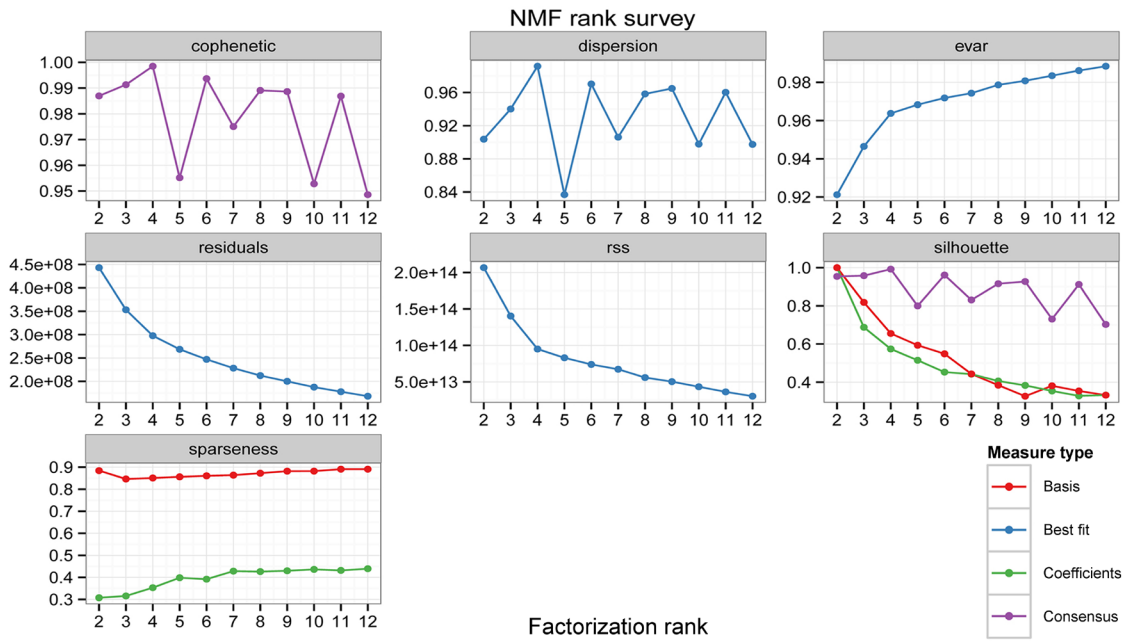 NMF rank survey
cophenetic
1.00
0.99
0.98
0.97
0.96
0.95
2 3 4 5 6 7 8 9 10 11 12
dispersion
0.96
0.92
0.88
0.84
2 3 4 5 6 7 8 9 10 11 12
evar
0.98
0.96
0.94
0.92
2 3 4 5 6 7 8 9 10 11 12
residuals
4.5e+08
4.0e+08
3.5e+08
3.0e+08
2.5e+08
2.0e+08
2 3 4 5 6 7 8 9 10 11 12
rss
2.0e+14
1.5e+14
1.0e+14
5.0e+13
2 3 4 5 6 7 8 9 10 11 12
silhouette
1.0
0.8
0.6
0.4
2 3 4 5 6 7 8 9 10 11 12
sparseness
0.9
0.8
0.7
0.6
0.5
0.4
0.3
2 3 4 5 6 7 8 9 10 11 12
Measure type
Basis
Best fit
Coefficients
Consensus
Factorization rank